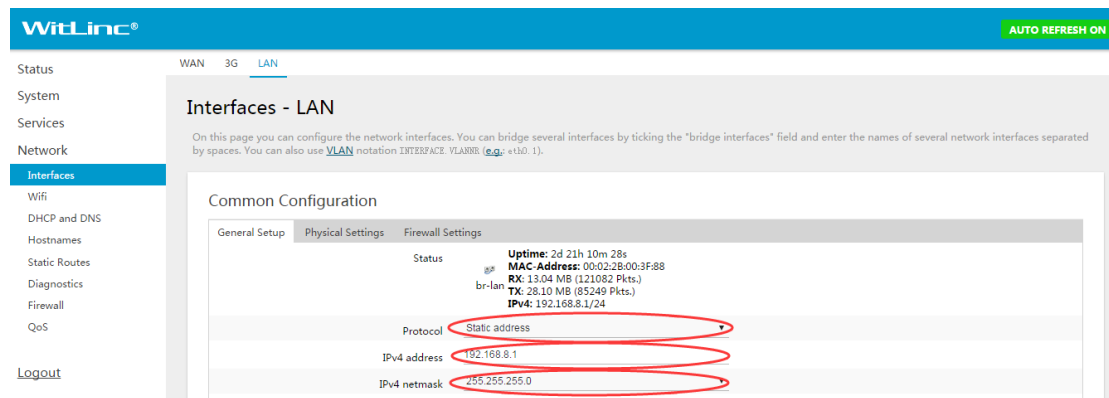 WitLinc®
AUTO REFRESH ON
Status
System
Services
Network
Interfaces
Wifi
DHCP and DNS
Hostnames
Static Routes
Diagnostics
Firewall
QoS
Logout
WAN 3G LAN
Interfaces - LAN
On this page you can configure the network interfaces. You can bridge several interfaces by ticking the "bridge interfaces" field and enter the names of several network interfaces separated
by spaces. You can also use VLAN notation INTERFACE.VLANNR (e.g.: eth0.1).
Common Configuration
General Setup Physical Settings Firewall Settings
Status
br-lan
Uptime: 2d 21h 10m 28s
MAC-Address: 00:02:2B:00:3F:88
RX: 13.04 MB (121082 Pkts.)
TX: 28.10 MB (85249 Pkts.)
IPv4: 192.168.8.1/24
Protocol Static address
IPv4 address 192.168.8.1
IPv4 netmask 255.255.255.0